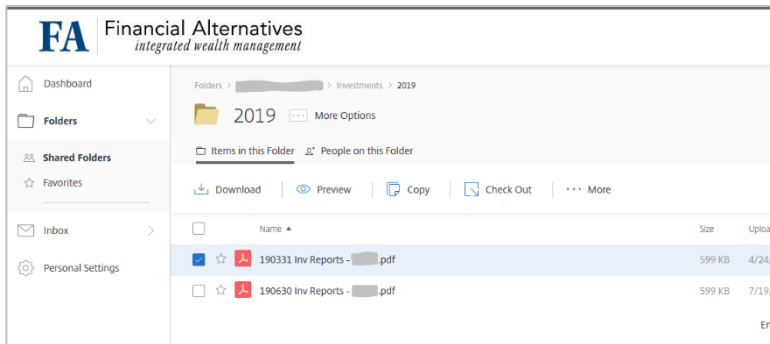 FA Financial Alternatives
integrated wealth management
Dashboard
Folders
Shared Folders
Favorites
Inbox
Personal Settings
Folders > > Investments > 2019
2019 ··· More Options
Items in this Folder People on this Folder
Download Preview Copy Check Out ··· More
Name Size
190331 Inv Reports - .pdf 599 KB 4/24/
190630 Inv Reports - .pdf 599 KB 7/19/